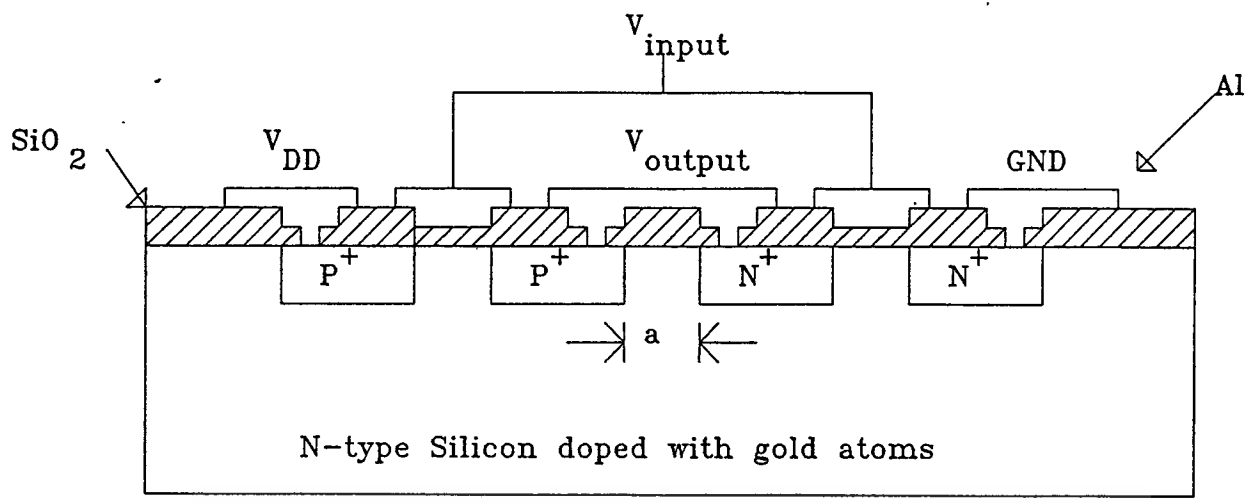 V input
Al
SiO 2
V DD
V output
GND
P+
P+
N+
N+
a
N-type Silicon doped with gold atoms